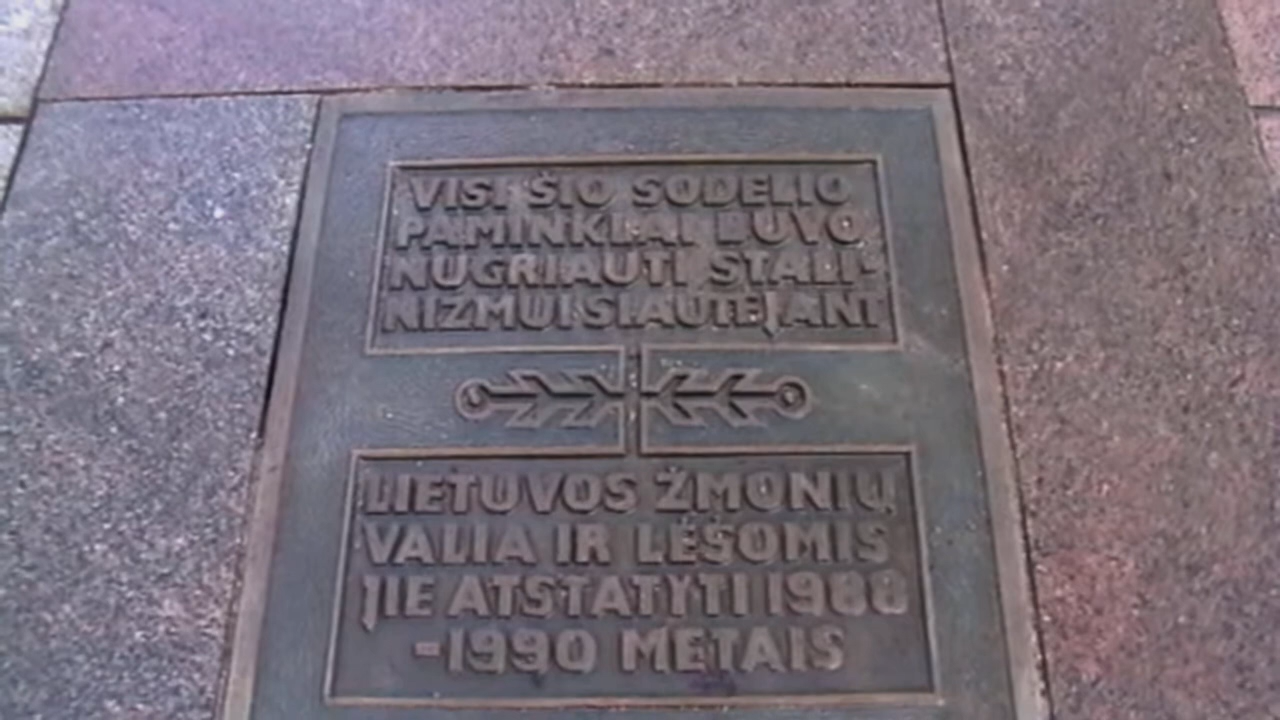 VISI ŠIO SODELIO
PAMINKLAI BUVO
NUGRIAUTI STALI-
NIZMUI SIAUTĖJANT
LIETUVOS ŽMONIŲ
VALIA IR LĖŠOMIS
JIE ATSTATYTI 1988
-1990 METAIS